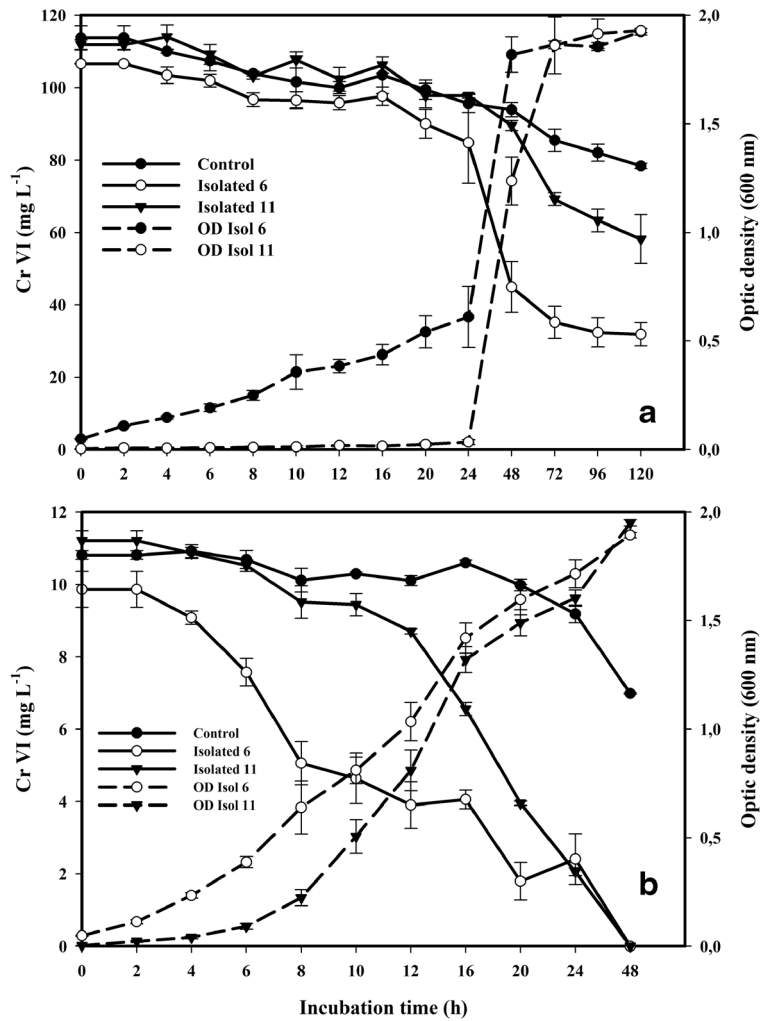 120
100
80
60
40
20
0
Cr VI (mg L⁻¹)
Control
Isolated 6
Isolated 11
OD Isol 6
OD Isol 11
2,0
1,5
1,0
0,5
0,0
Optic density (600 nm)
a
0 2 4 6 8 10 12 16 20 24 48 72 96 120
12
10
8
6
4
2
0
Cr VI (mg L⁻¹)
Control
Isolated 6
Isolated 11
OD Isol 6
OD Isol 11
2,0
1,5
1,0
0,5
0,0
Optic density (600 nm)
b
0 2 4 6 8 10 12 16 20 24 48
Incubation time (h)